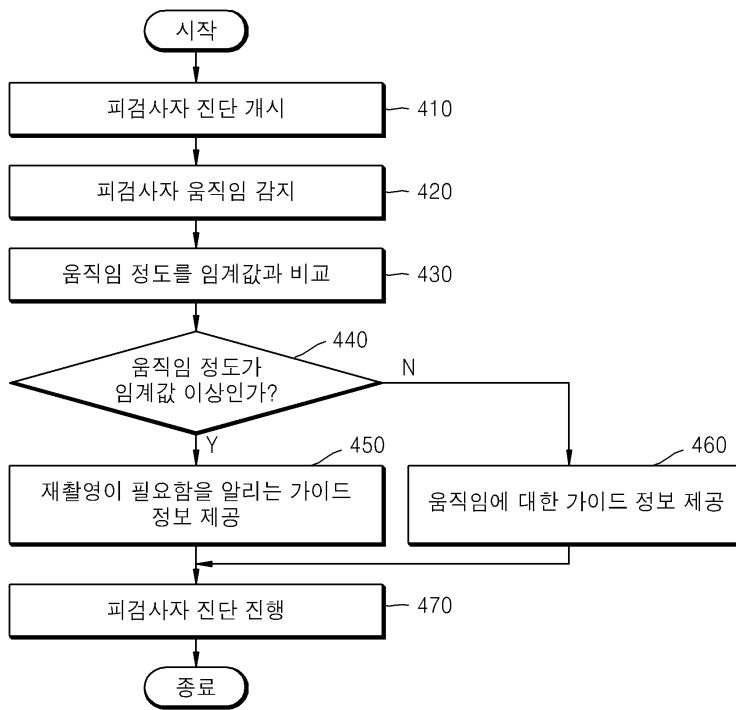 시작
피검사자 진단 개시
410
피검사자 움직임 감지
420
움직임 정도를 임계값과 비교
430
440
움직임 정도가
임계값 이상인가?
N
Y
450
460
재촬영이 필요함을 알리는 가이드
정보 제공
움직임에 대한 가이드 정보 제공
피검사자 진단 진행
470
종료